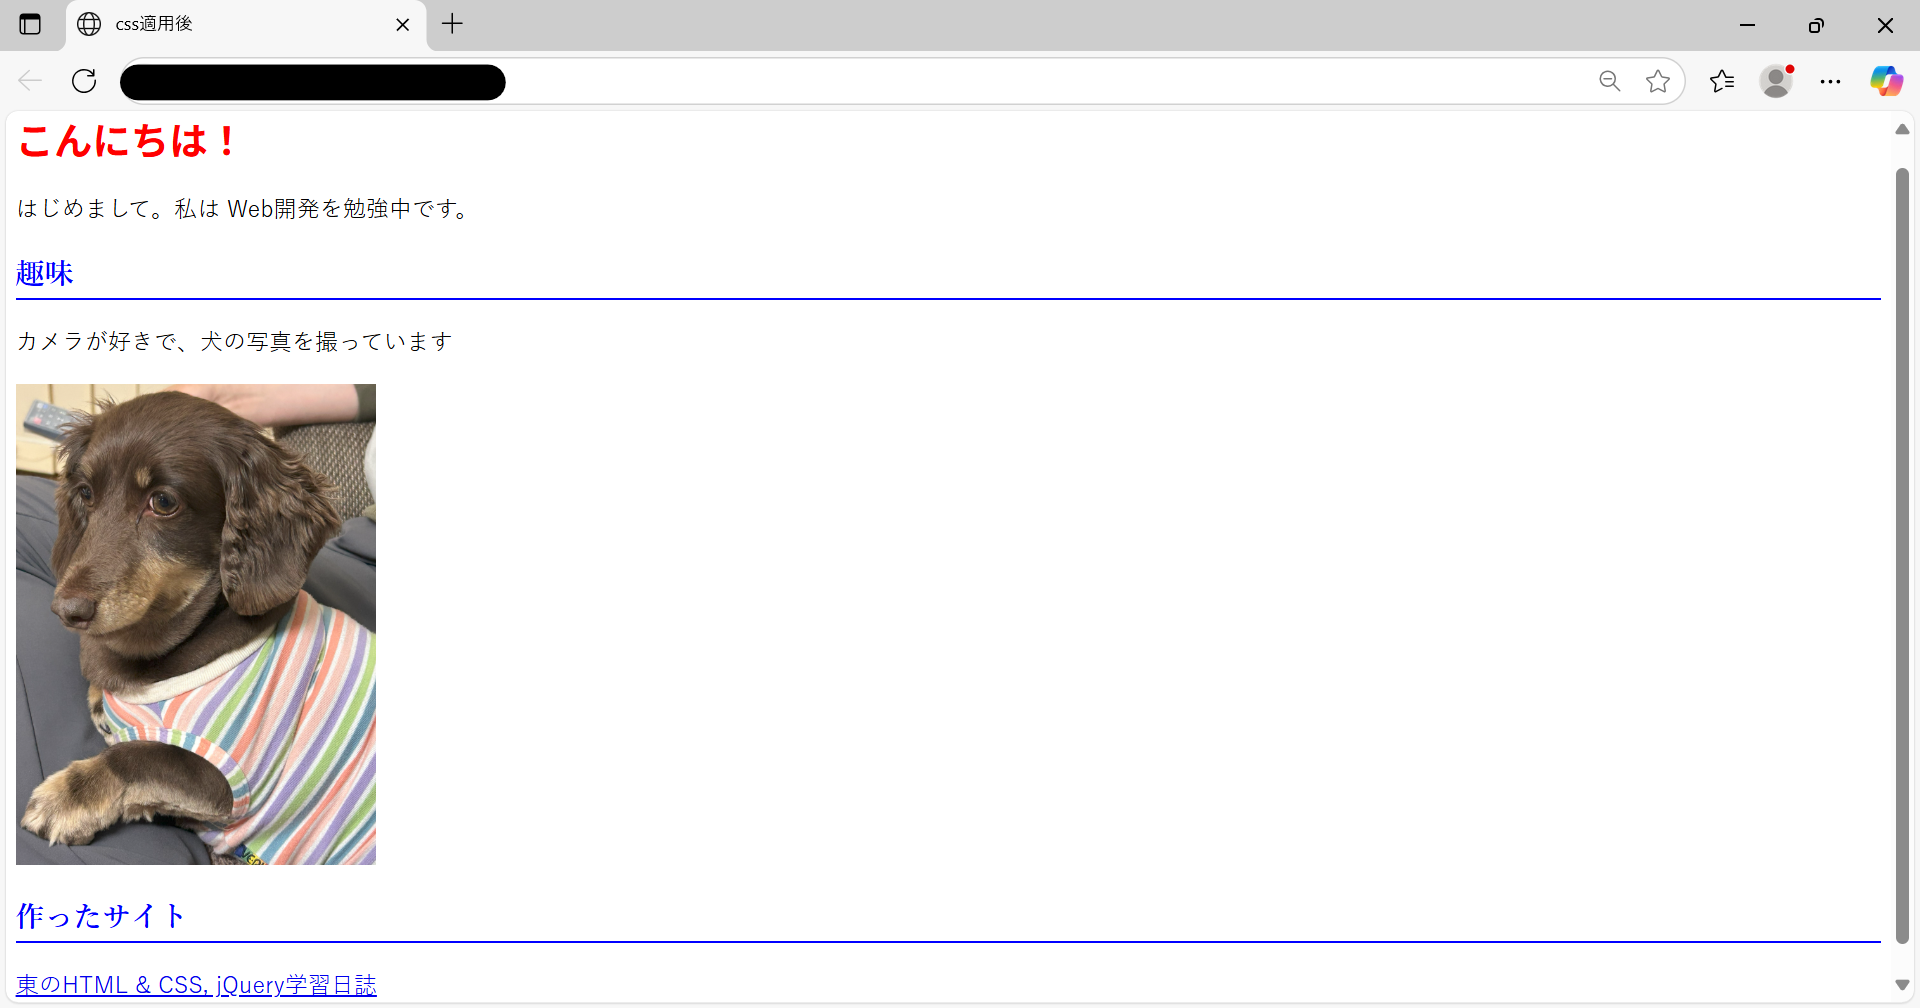 css適用後
こんにちは！
はじめまして。私は Web開発を勉強中です。
趣味
カメラが好きで、犬の写真を撮っています
作ったサイト
東のHTML & CSS, jQuery学習日誌